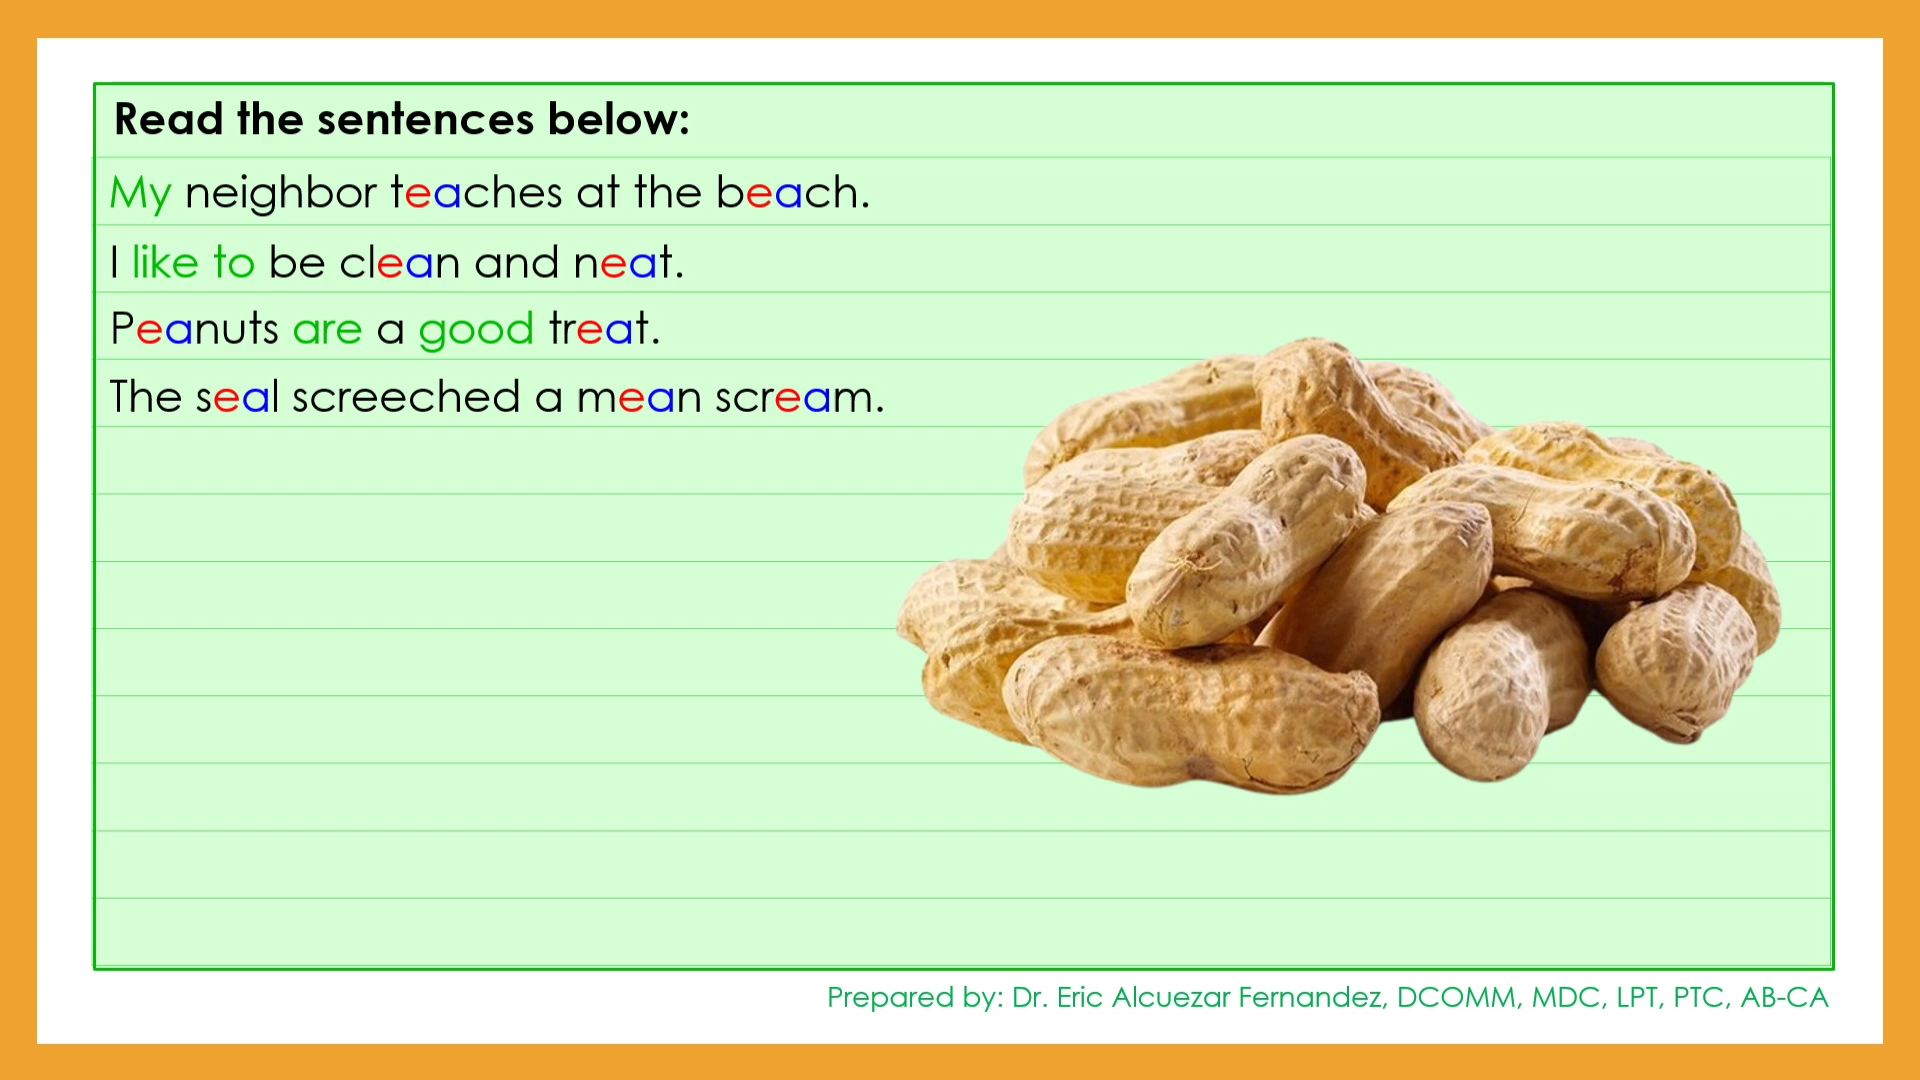 Read the sentences below:
My neighbor teaches at the beach.
I like to be clean and neat.
Peanuts are a good treat.
The seal screeched a mean scream.
Prepared by: Dr. Eric Alcuezar Fernandez, DCOMM, MDC, LPT, PTC, AB-CA